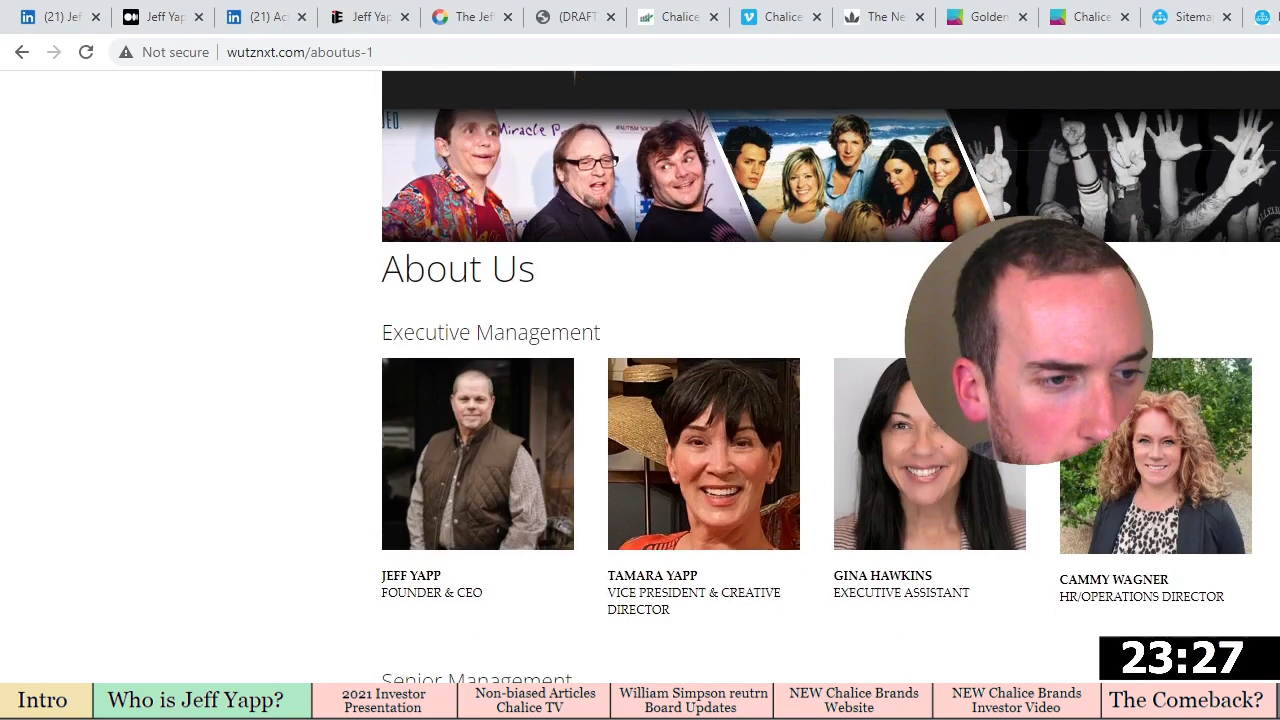 (21) Jef
Jeff Yap
(21) Act
Jeff Yap
The Jef
(DRAFT
Chalice
Chalice
The Ne
Golden
Chalice
Sitema
Not secure
wutznxt.com/aboutus-1
Miracle P
About Us
Executive Management
JEFF YAPP
FOUNDER & CEO
TAMARA YAPP
VICE PRESIDENT & CREATIVE
DIRECTOR
GINA HAWKINS
EXECUTIVE ASSISTANT
CAMMY WAGNER
HR/OPERATIONS DIRECTOR
Senior Management
23:27
Intro
Who is Jeff Yapp?
2021 Investor
Presentation
Non-biased Articles
Chalice TV
William Simpson reutrn
Board Updates
NEW Chalice Brands
Website
NEW Chalice Brands
Investor Video
The Comeback?